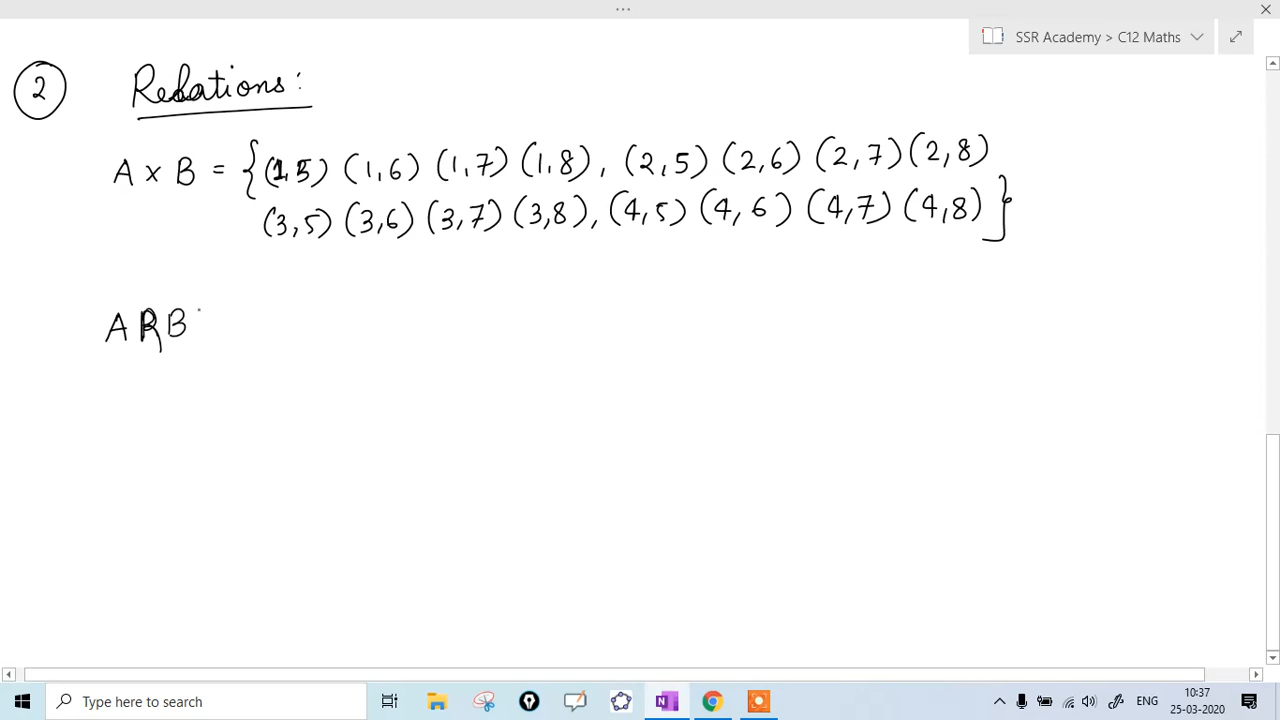 SSR Academy > C12 Maths
2 Relations:
A × B = {(1,5) (1,6) (1,7) (1,8), (2,5) (2,6) (2,7) (2,8)
(3,5) (3,6) (3,7) (3,8), (4,5) (4,6) (4,7) (4,8)}
A R B
Type here to search
ENG
10:37
25-03-2020